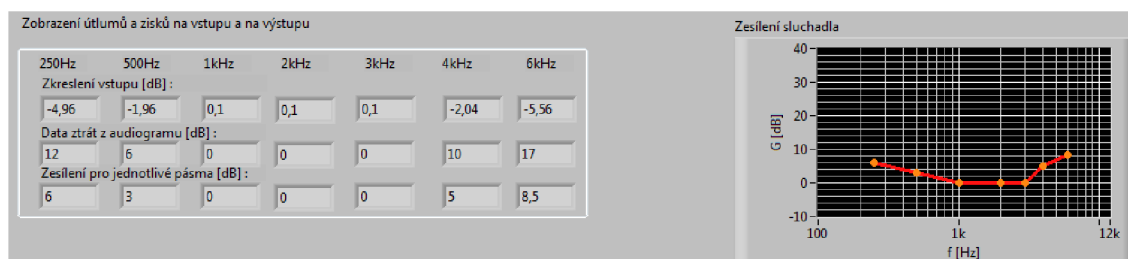 Zobrazení útlumů a zisků na vstupu a na výstupu
250Hz 500Hz 1kHz 2kHz 3kHz 4kHz 6kHz
Zkreslení vstupu [dB] :
-4,96 -1,96 0,1 0,1 0,1 -2,04 -5,56
Data ztrát z audiogramu [dB] :
12 6 0 0 0 10 17
Zesílení pro jednotlivé pásma [dB] :
6 3 0 0 0 5 8,5
Zesílení sluchadla
40
30
20
10
0
-10
G [dB]
100 1k 12k
f [Hz]